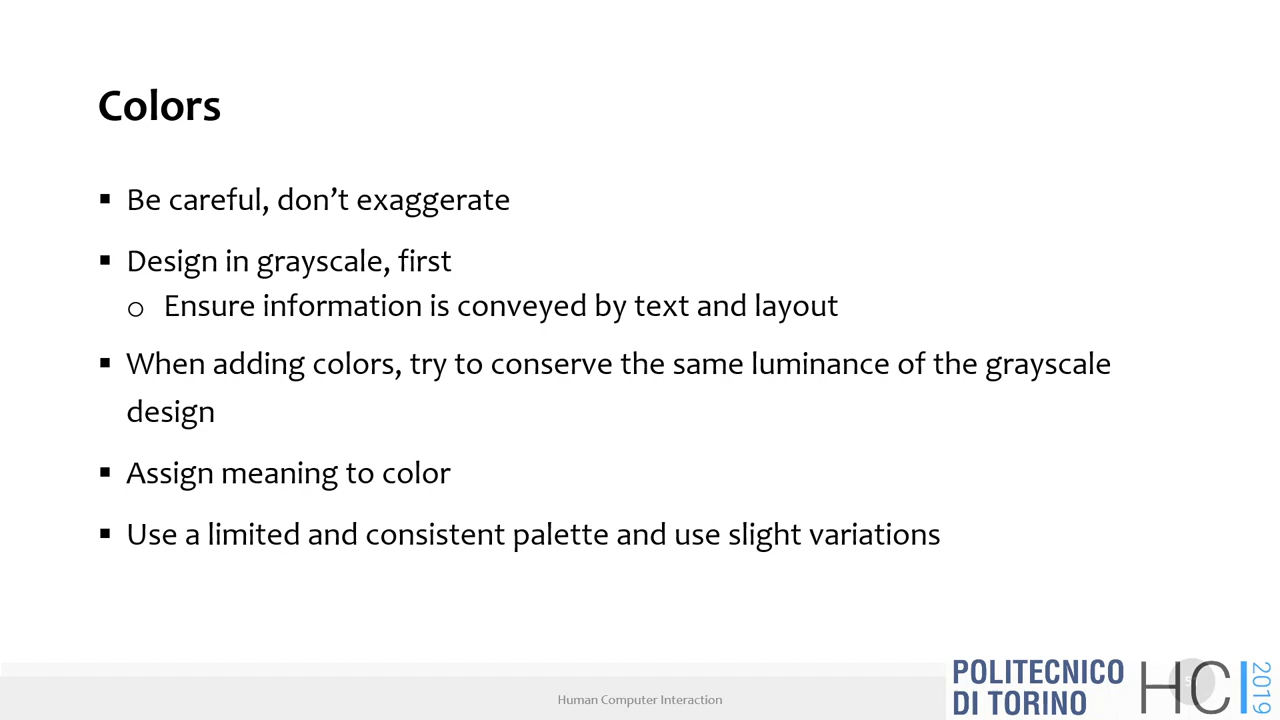 Colors
▪ Be careful, don’t exaggerate
▪ Design in grayscale, first
o Ensure information is conveyed by text and layout
▪ When adding colors, try to conserve the same luminance of the grayscale
design
▪ Assign meaning to color
▪ Use a limited and consistent palette and use slight variations
Human Computer Interaction
POLITECNICO
DI TORINO
HCI
2019